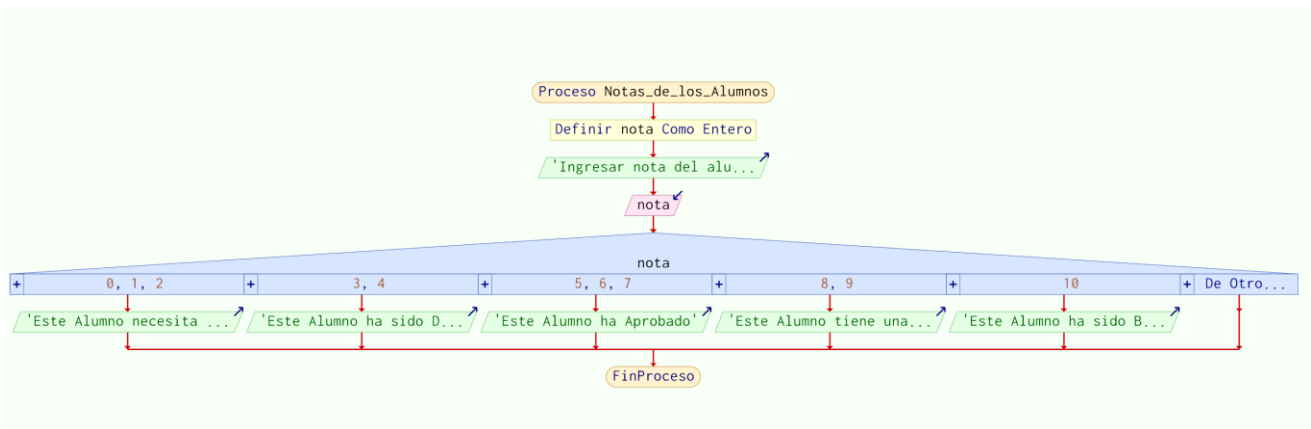 Proceso Notas_de_los_Alumnos
Definir nota Como Entero
'Ingresar nota del alu...
nota
nota
+ 0, 1, 2 + 3, 4 + 5, 6, 7 + 8, 9 + 10 + De Otro...
'Este Alumno necesita ... 'Este Alumno ha sido D... 'Este Alumno ha Aprobado' 'Este Alumno tiene una... 'Este Alumno ha sido B...
FinProceso